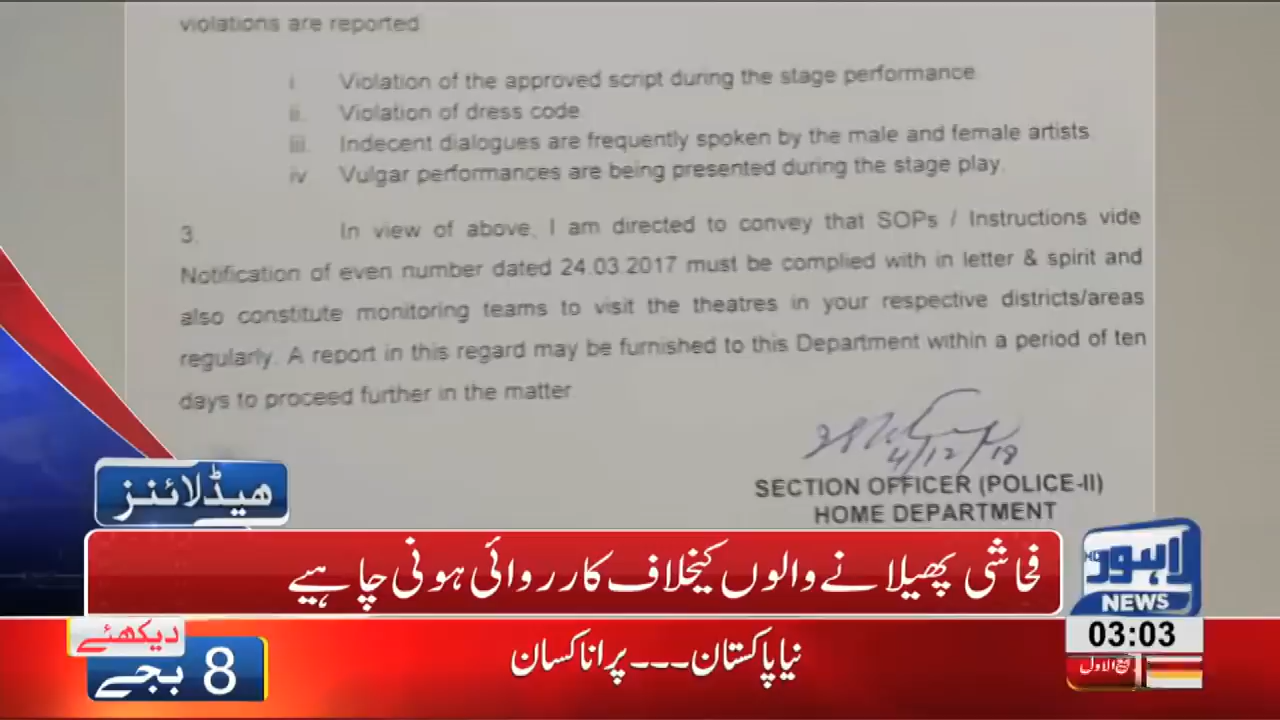 violations are reported
i. Violation of the approved script during the stage performance
ii. Violation of dress code
iii. Indecent dialogues are frequently spoken by the male and female artists
iv Vulgar performances are being presented during the stage play.
3. In view of above, I am directed to convey that SOPs / Instructions vide
Notification of even number dated 24.03.2017 must be complied with in letter & spirit and
also constitute monitoring teams to visit the theatres in your respective districts/areas
regularly. A report in this regard may be furnished to this Department within a period of ten
days to proceed further in the matter
4/12/18
SECTION OFFICER (POLICE-II)
HOME DEPARTMENT
ہیڈلائنز
فحاشی پھیلانے والوں کیخلاف کارروائی ہونی چاہیے
لاہور
HD
NEWS
03:03
دیکھئے
8 بجے
نیا پاکستان۔۔۔پرانا کسان
الاول